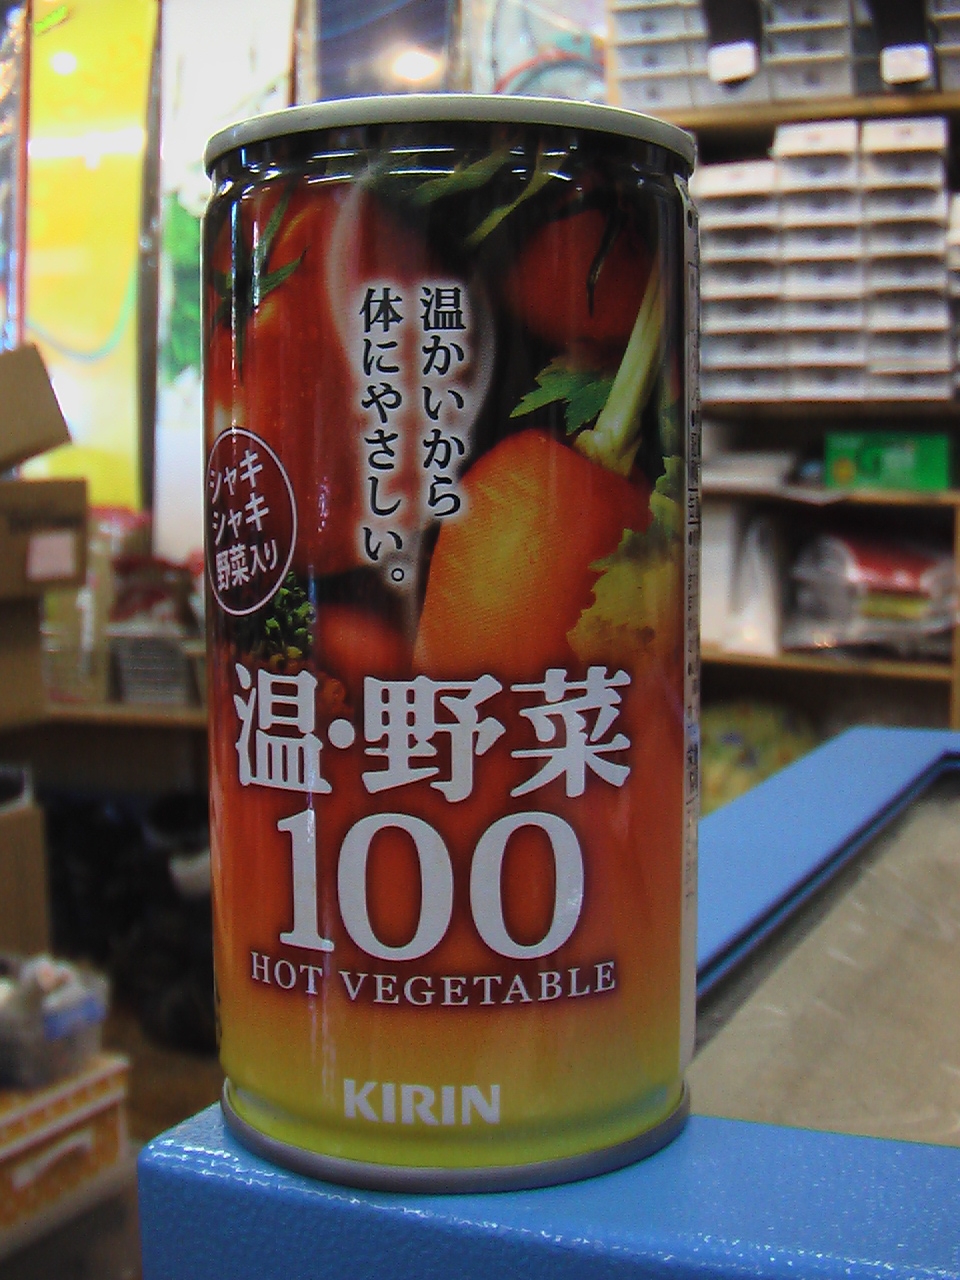 温かいから
体にやさしい。
シャキ
シャキ
野菜入り
温・野菜
100
HOT VEGETABLE
KIRIN